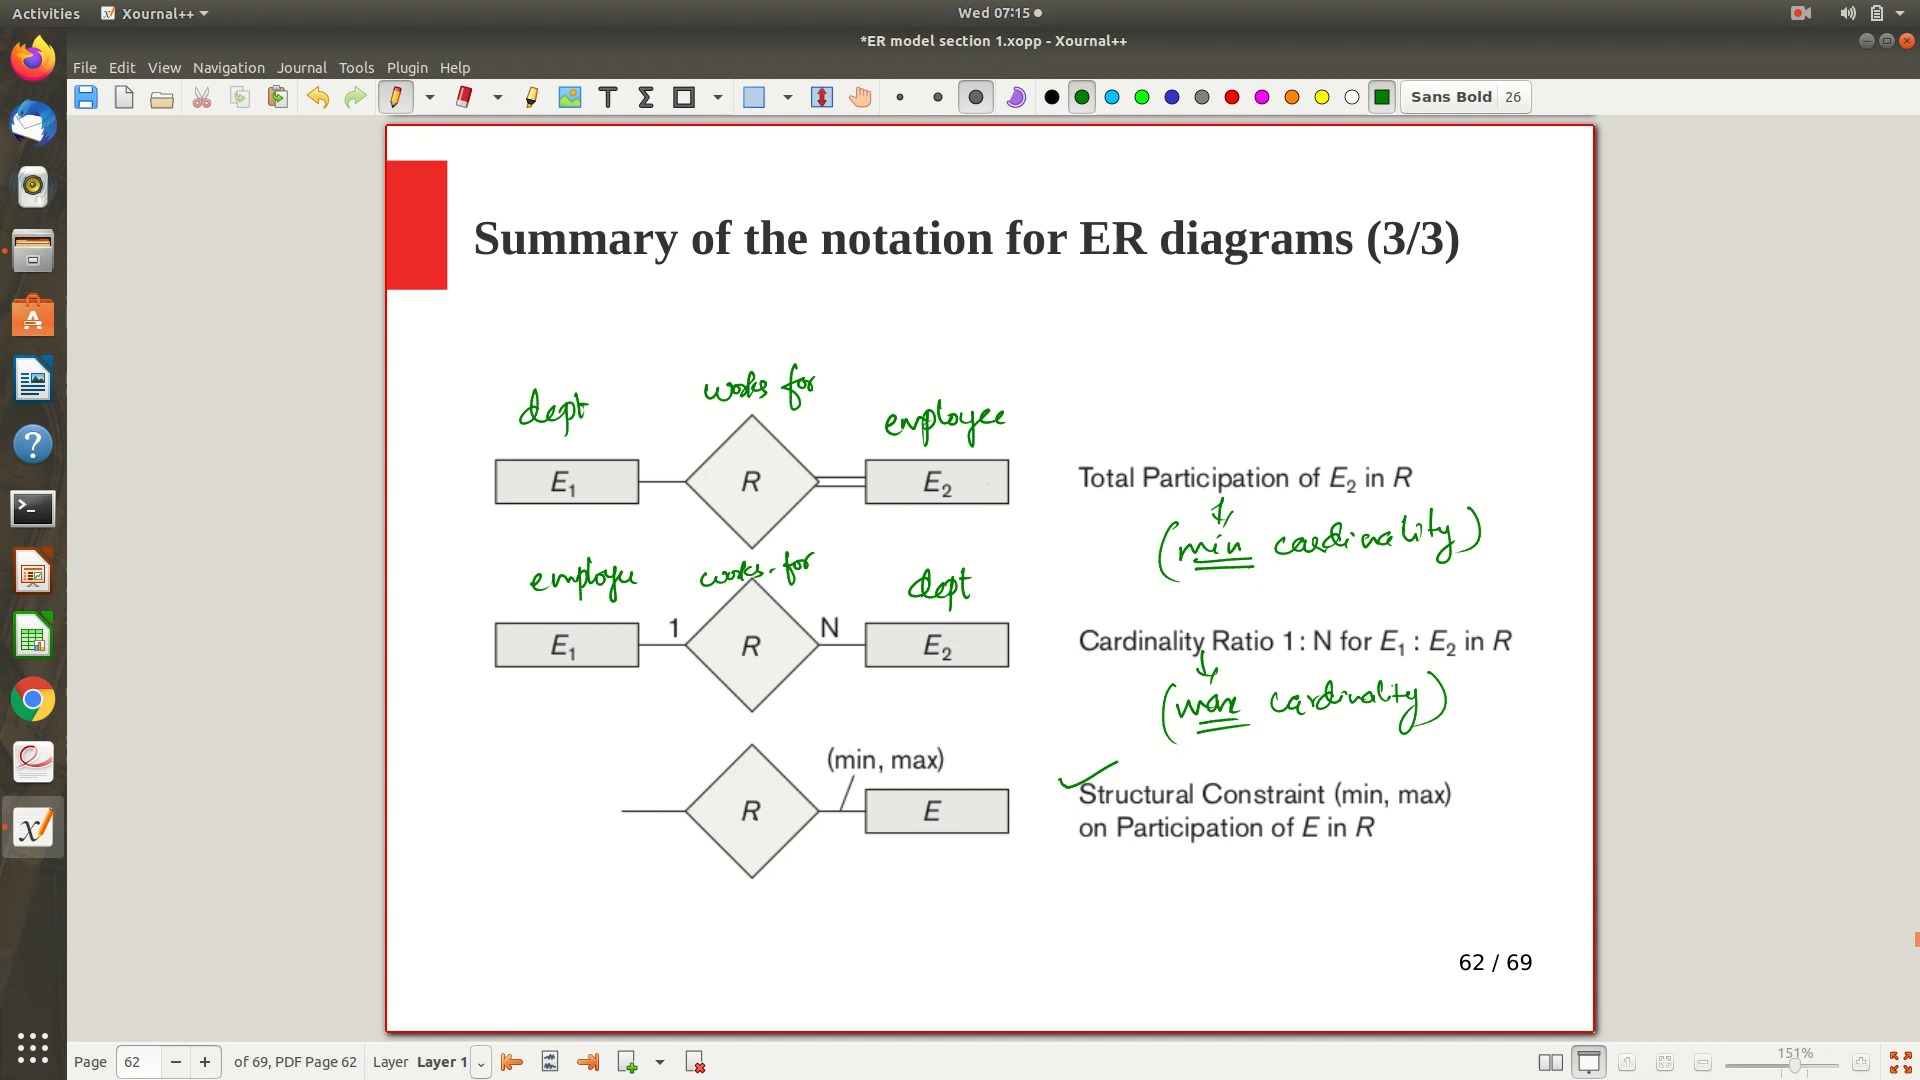 Activities Xournal++ Wed 07:15
*ER model section 1.xopp - Xournal++
File Edit View Navigation Journal Tools Plugin Help
Sans Bold 26
Summary of the notation for ER diagrams (3/3)
dept works for employee
E1 R E2 Total Participation of E2 in R
(min cardinality)
employee works-for dept
E1 1 R N E2 Cardinality Ratio 1 : N for E1 : E2 in R
(max cardinality)
R (min, max) E Structural Constraint (min, max)
on Participation of E in R
62 / 69
Page 62 of 69, PDF Page 62 Layer Layer 1 151%